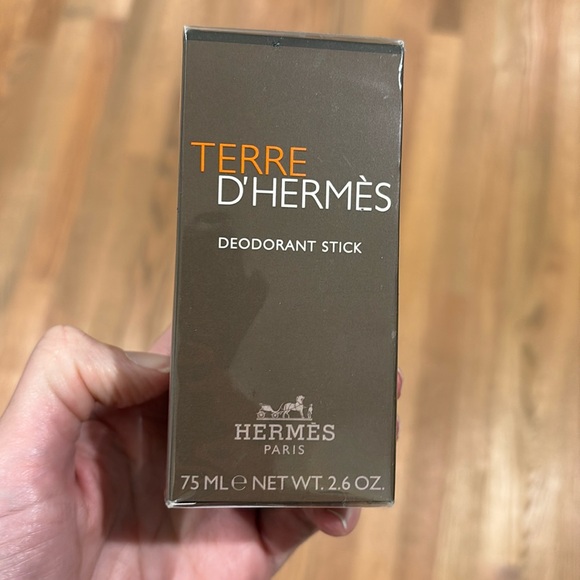 TERRE
D'HERMÈS
DEODORANT STICK
HERMÈS
PARIS
75 ML ℮ NET WT. 2.6 OZ.